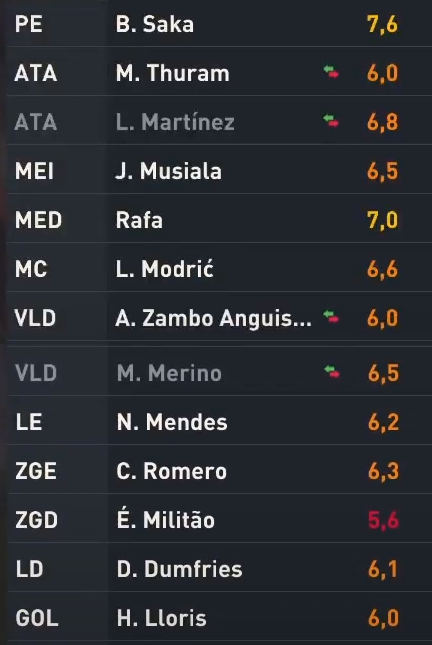 PE B. Saka 7,6
ATA M. Thuram 6,0
ATA L. Martínez 6,8
MEI J. Musiala 6,5
MED Rafa 7,0
MC L. Modrić 6,6
VLD A. Zambo Anguis... 6,0
VLD M. Merino 6,5
LE N. Mendes 6,2
ZGE C. Romero 6,3
ZGD É. Militão 5,6
LD D. Dumfries 6,1
GOL H. Lloris 6,0